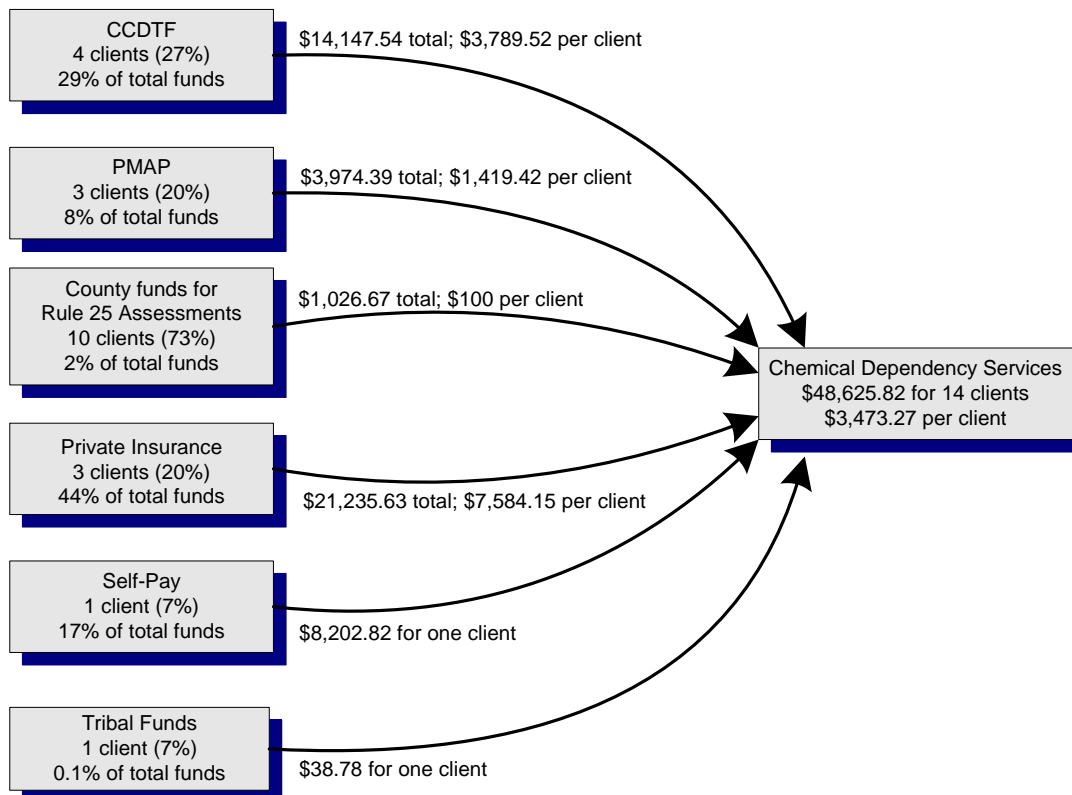 CCDTF
4 clients (27%)
29% of total funds
$14,147.54 total; $3,789.52 per client
PMAP
3 clients (20%)
8% of total funds
$3,974.39 total; $1,419.42 per client
County funds for
Rule 25 Assessments
10 clients (73%)
2% of total funds
$1,026.67 total; $100 per client
Private Insurance
3 clients (20%)
44% of total funds
$21,235.63 total; $7,584.15 per client
Self-Pay
1 client (7%)
17% of total funds
$8,202.82 for one client
Tribal Funds
1 client (7%)
0.1% of total funds
$38.78 for one client
Chemical Dependency Services
$48,625.82 for 14 clients
$3,473.27 per client